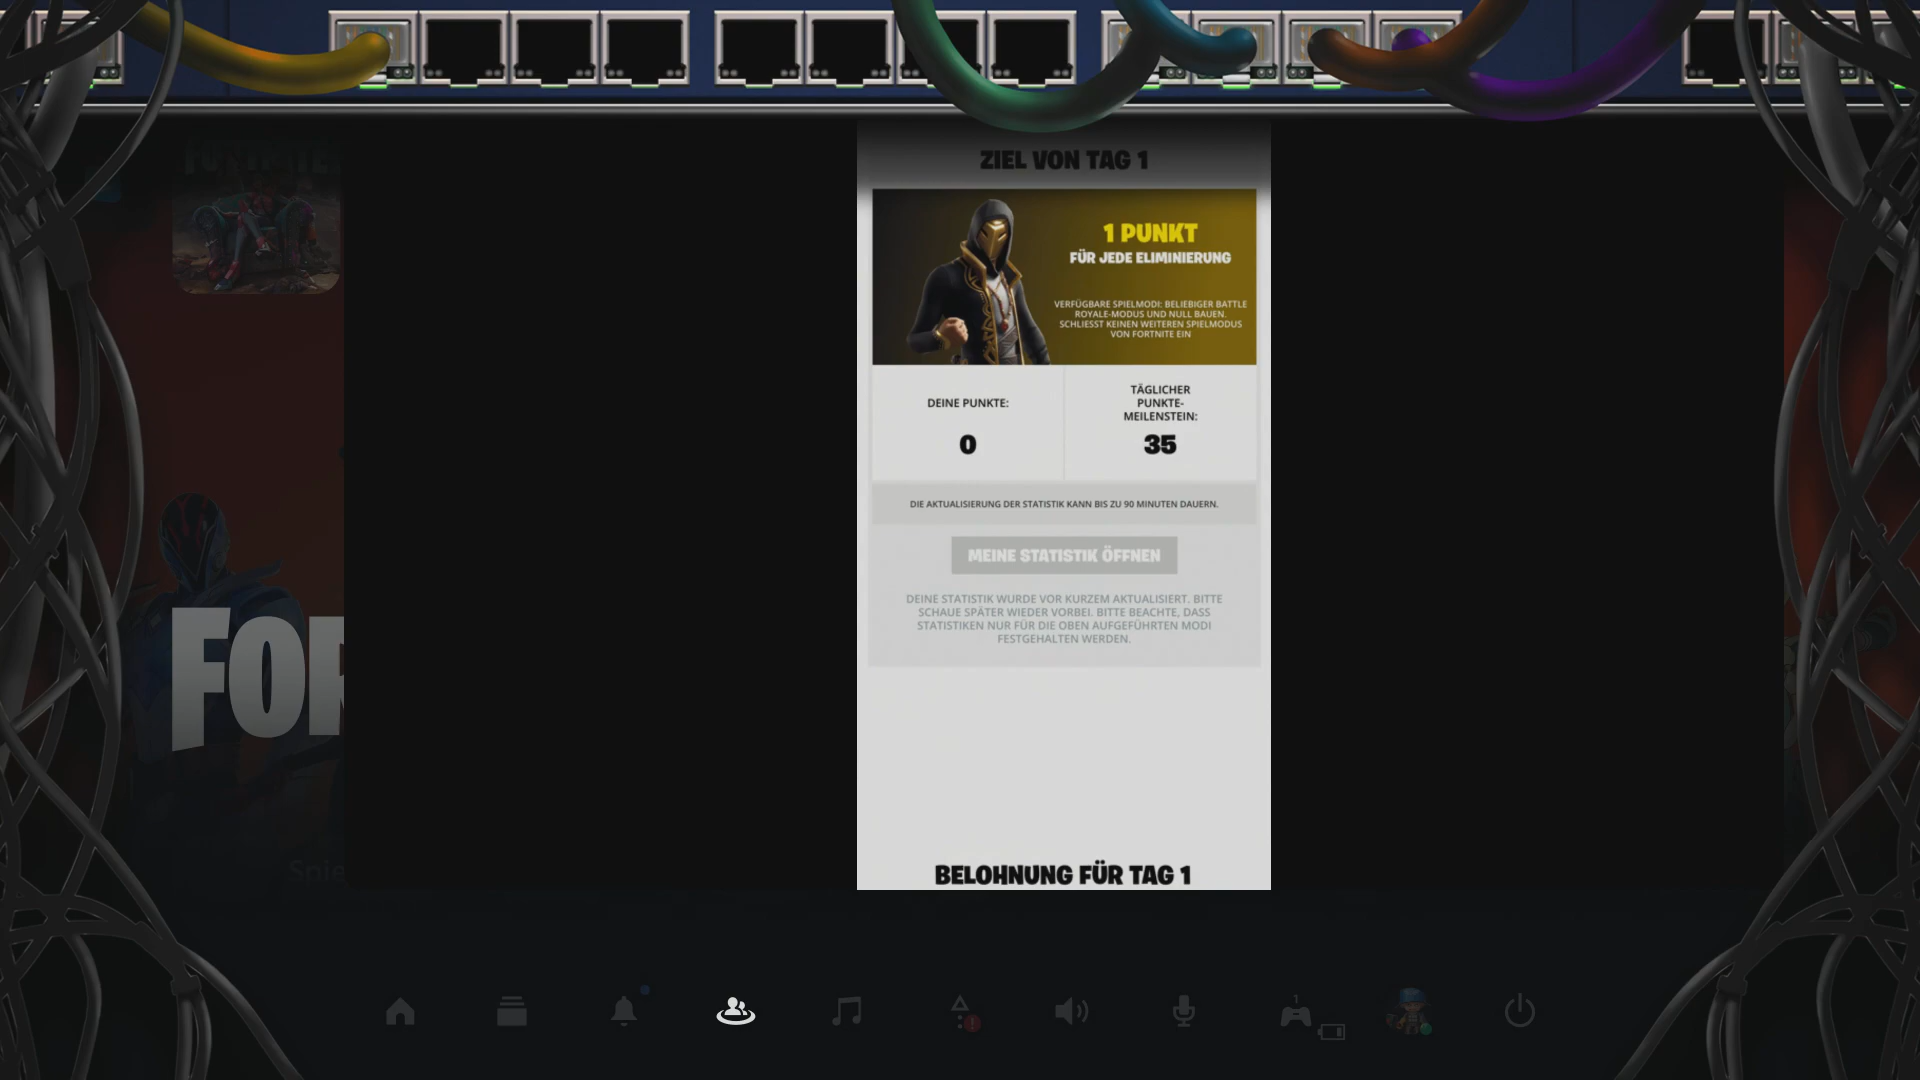 ZIEL VON TAG 1
1 PUNKT
FÜR JEDE ELIMINIERUNG
VERFÜGBARE SPIELMODI: BELIEBIGER BATTLE
ROYALE-MODUS UND NULL BAUEN.
SCHLIESST KEINEN WEITEREN SPIELMODUS
VON FORTNITE EIN
DEINE PUNKTE:
0
TÄGLICHER
PUNKTE-
MEILENSTEIN:
35
DIE AKTUALISIERUNG DER STATISTIK KANN BIS ZU 90 MINUTEN DAUERN.
MEINE STATISTIK ÖFFNEN
DEINE STATISTIK WURDE VOR KURZEM AKTUALISIERT. BITTE
SCHAUE SPÄTER WIEDER VORBEI. BITTE BEACHTE, DASS
STATISTIKEN NUR FÜR DIE OBEN AUFGEFÜHRTEN MODI
FESTGEHALTEN WERDEN.
FOR
Spie
BELOHNUNG FÜR TAG 1
1